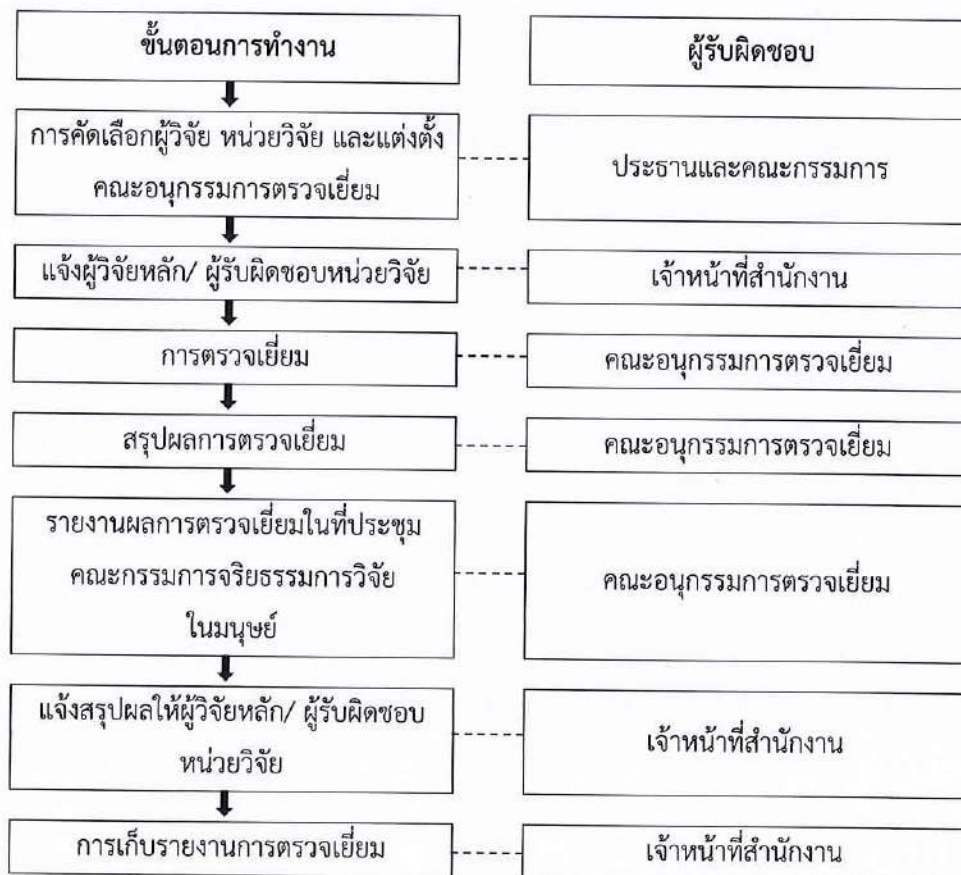 ขั้นตอนการทำงาน
ผู้รับผิดชอบ
การคัดเลือกผู้วิจัย หน่วยวิจัย และแต่งตั้ง
คณะอนุกรรมการตรวจเยี่ยม
ประธานและคณะกรรมการ
แจ้งผู้วิจัยหลัก/ ผู้รับผิดชอบหน่วยวิจัย
เจ้าหน้าที่สำนักงาน
การตรวจเยี่ยม
คณะอนุกรรมการตรวจเยี่ยม
สรุปผลการตรวจเยี่ยม
คณะอนุกรรมการตรวจเยี่ยม
รายงานผลการตรวจเยี่ยมในที่ประชุม
คณะกรรมการจริยธรรมการวิจัย
ในมนุษย์
คณะอนุกรรมการตรวจเยี่ยม
แจ้งสรุปผลให้ผู้วิจัยหลัก/ ผู้รับผิดชอบ
หน่วยวิจัย
เจ้าหน้าที่สำนักงาน
การเก็บรายงานการตรวจเยี่ยม
เจ้าหน้าที่สำนักงาน